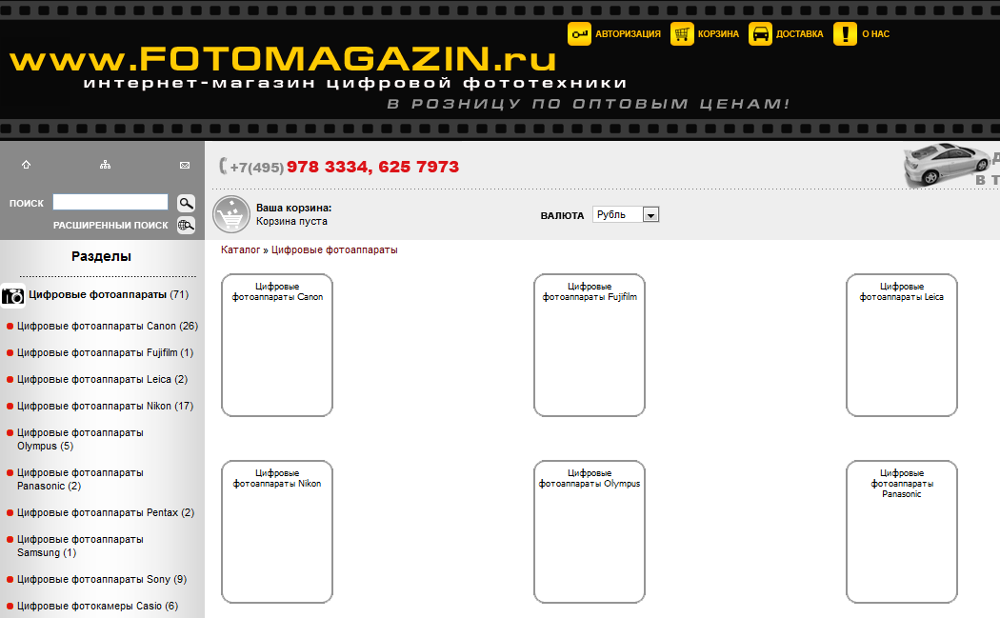 АВТОРИЗАЦИЯ КОРЗИНА ДОСТАВКА О НАС
www.FOTOMAGAZIN.ru
интернет-магазин цифровой фототехники
В РОЗНИЦУ ПО ОПТОВЫМ ЦЕНАМ!
+7(495) 978 3334, 625 7973
В Т
ПОИСК
РАСШИРЕННЫЙ ПОИСК
Ваша корзина:
Корзина пуста
ВАЛЮТА Рубль
Разделы
Цифровые фотоаппараты (71)
Цифровые фотоаппараты Canon (26)
Цифровые фотоаппараты Fujifilm (1)
Цифровые фотоаппараты Leica (2)
Цифровые фотоаппараты Nikon (17)
Цифровые фотоаппараты
Olympus (5)
Цифровые фотоаппараты
Panasonic (2)
Цифровые фотоаппараты Pentax (2)
Цифровые фотоаппараты
Samsung (1)
Цифровые фотоаппараты Sony (9)
Цифровые фотокамеры Casio (6)
Каталог » Цифровые фотоаппараты
Цифровые
фотоаппараты Canon
Цифровые
фотоаппараты Fujifilm
Цифровые
фотоаппараты Leica
Цифровые
фотоаппараты Nikon
Цифровые
фотоаппараты Olympus
Цифровые
фотоаппараты
Panasonic